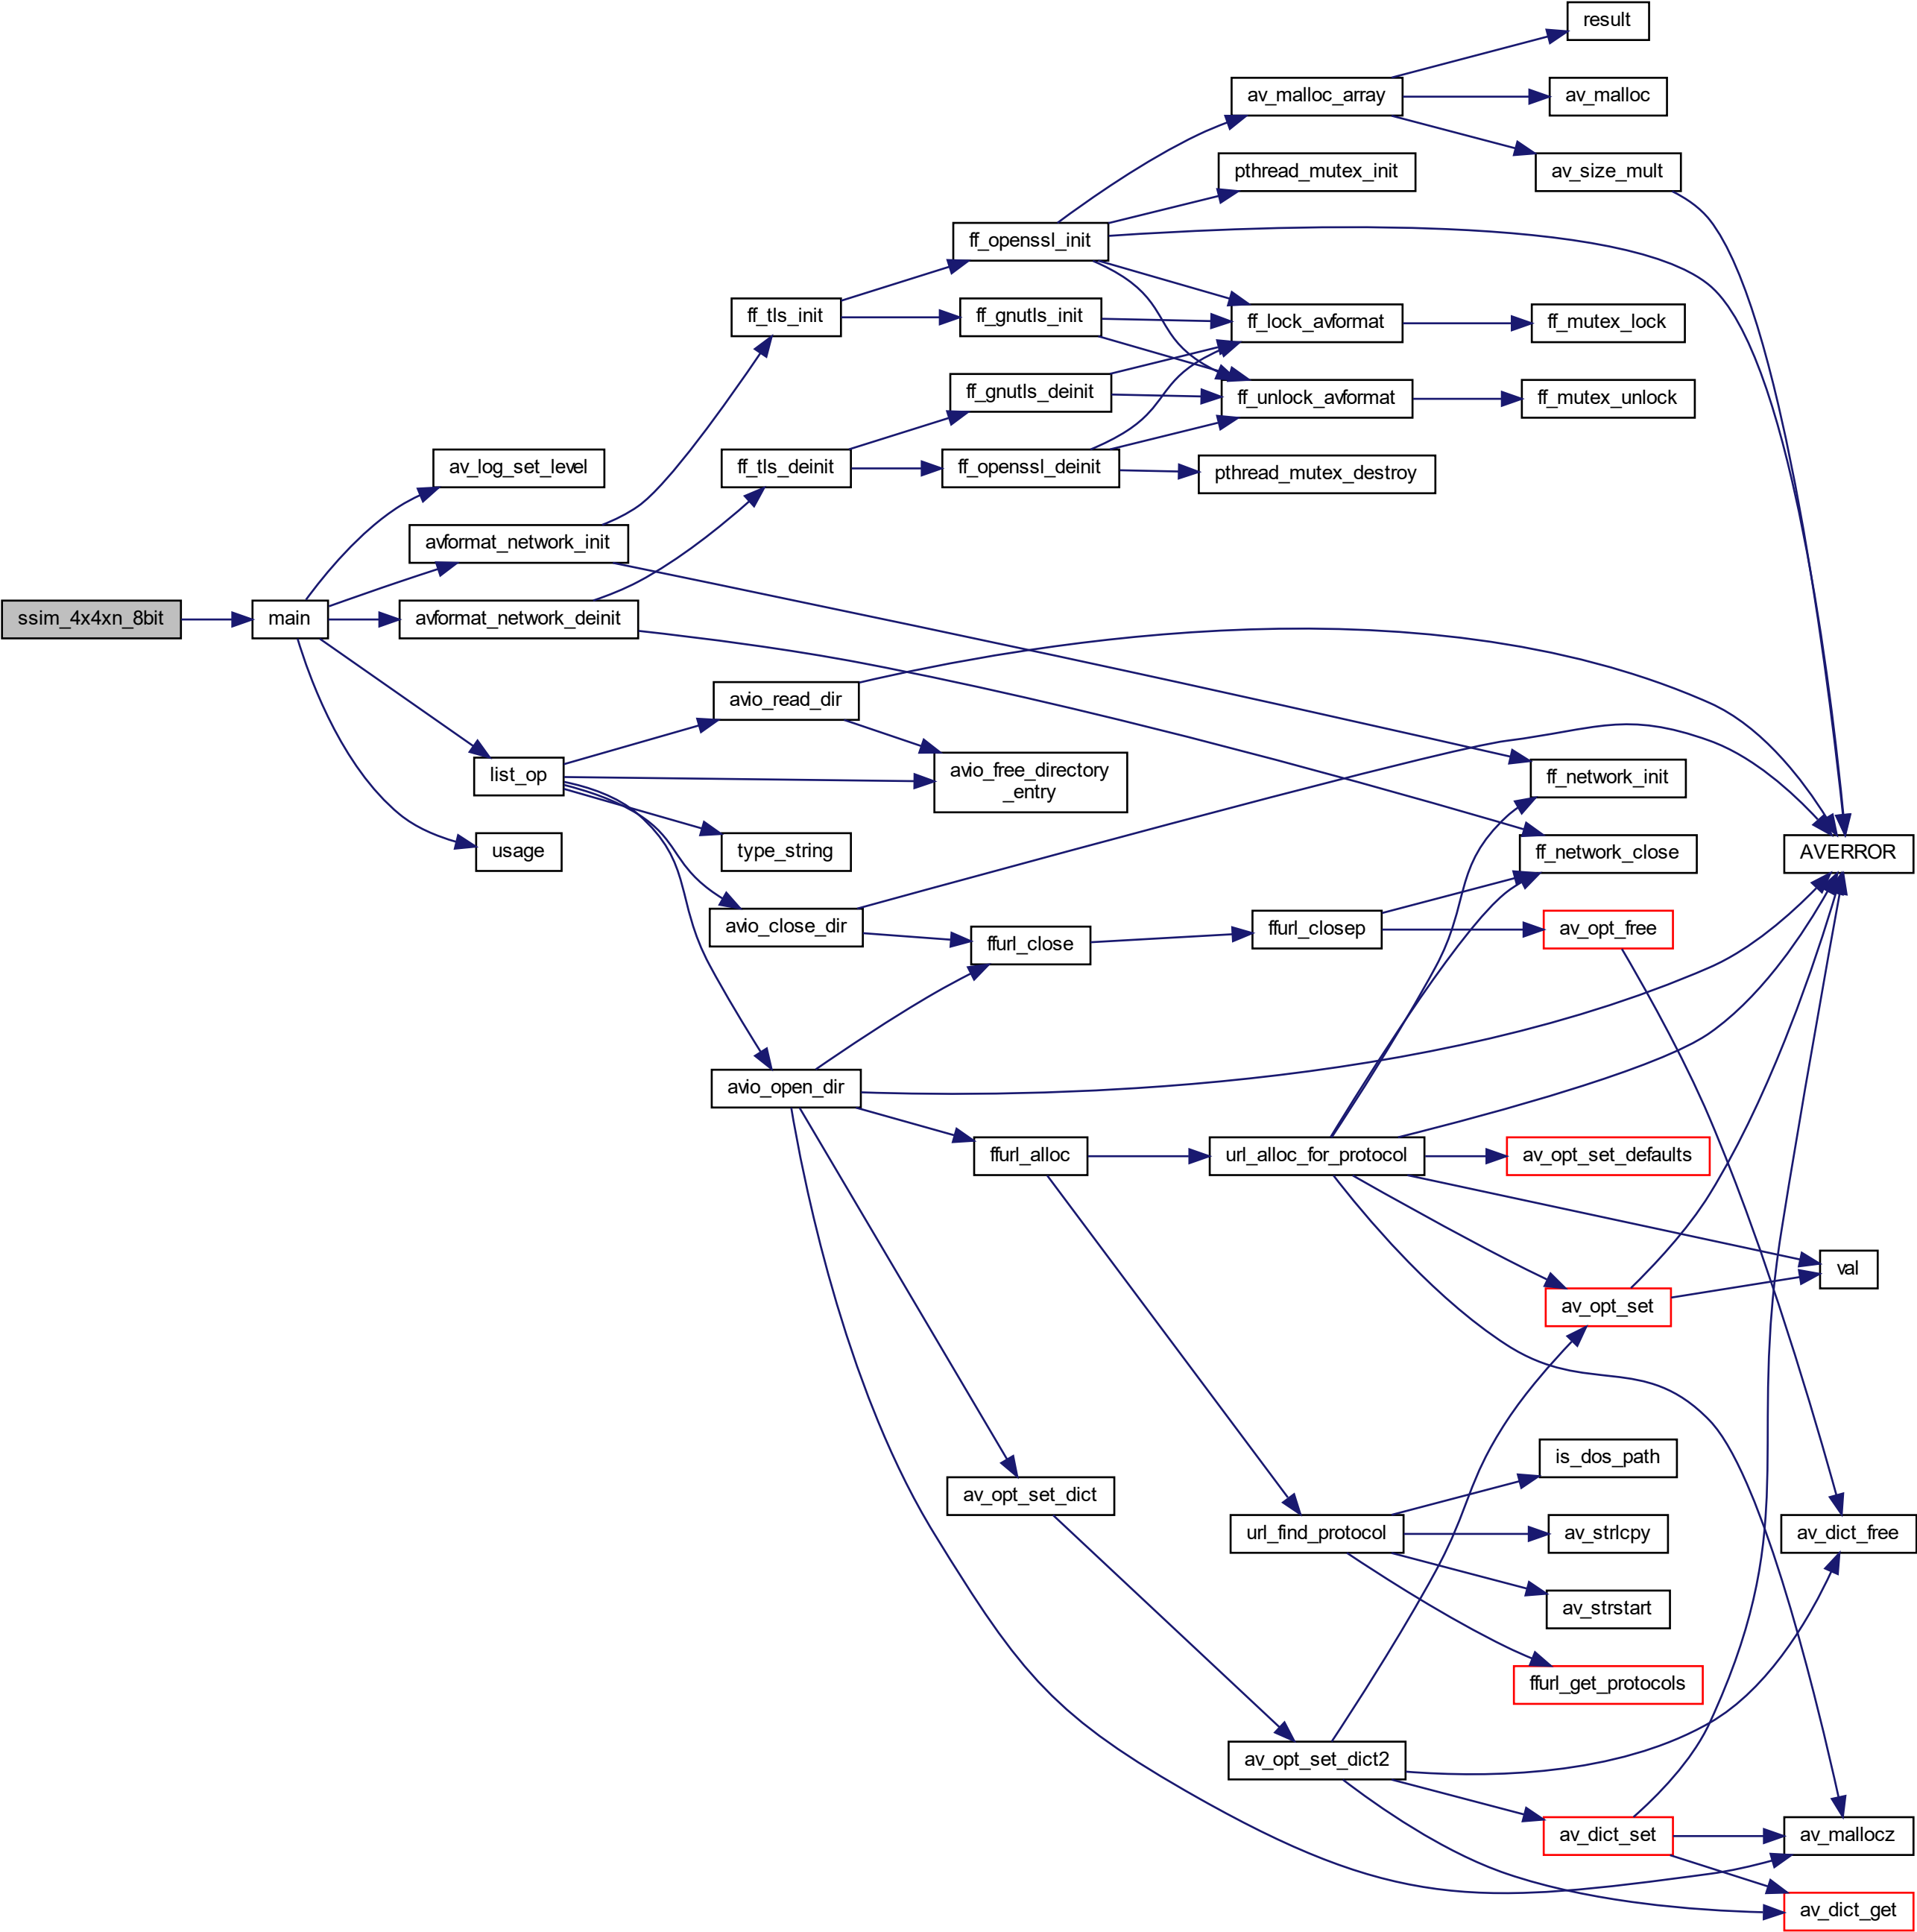 result
av_malloc_array
av_malloc
pthread_mutex_init
av_size_mult
ff_openssl_init
ff_tls_init
ff_gnutls_init
ff_lock_avformat
ff_mutex_lock
ff_gnutls_deinit
ff_unlock_avformat
ff_mutex_unlock
av_log_set_level
ff_tls_deinit
ff_openssl_deinit
pthread_mutex_destroy
avformat_network_init
ssim_4x4xn_8bit
main
avformat_network_deinit
avio_read_dir
list_op
avio_free_directory
_entry
ff_network_init
usage
type_string
ff_network_close
AVERROR
avio_close_dir
ffurl_close
ffurl_closep
av_opt_free
avio_open_dir
ffurl_alloc
url_alloc_for_protocol
av_opt_set_defaults
val
av_opt_set
is_dos_path
av_opt_set_dict
url_find_protocol
av_strlcpy
av_dict_free
av_strstart
ffurl_get_protocols
av_opt_set_dict2
av_dict_set
av_mallocz
av_dict_get